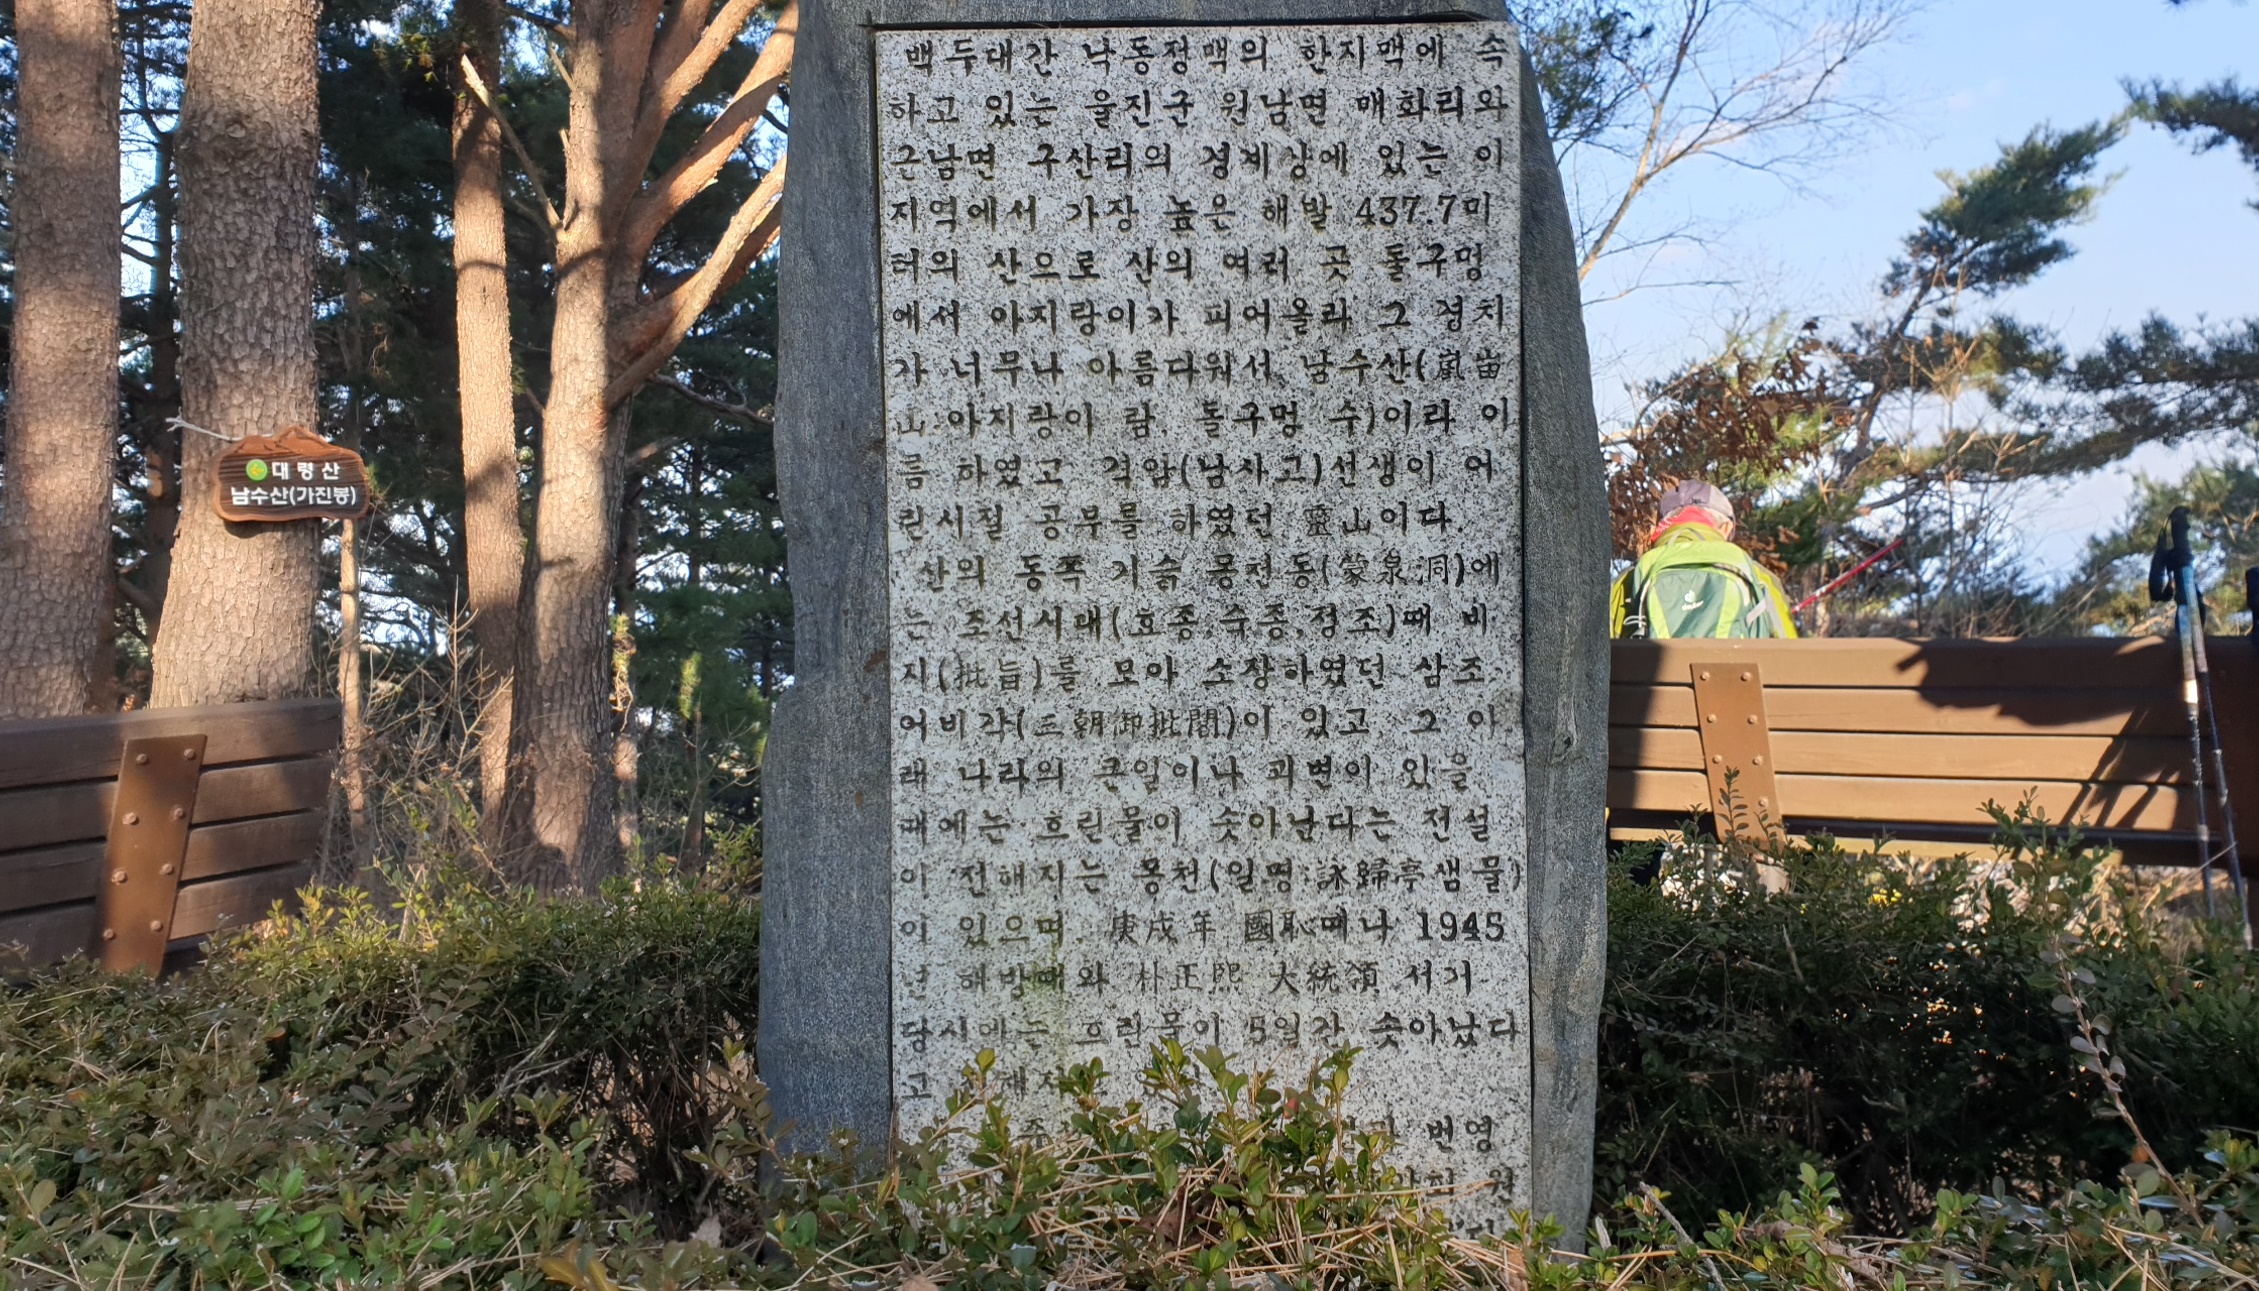 대령산
남수산(가진봉)
백두대간 낙동정맥의 한지맥에 속
하고 있는 울진군 원남면 매화리와
근남면 구산리의 경계상에 있는 이
지역에서 가장 높은 해발 437.7미
터의 산으로 산의 여러 곳 돌구멍
에서 아지랑이가 피어올라 그 경치
가 너무나 아름다워서 남수산(嵐峀
山:아지랑이 람, 돌구멍 수)이라 이
름 하였고 격암(남사고)선생이 어
린시절 공부를 하였던 靈山이다.
산의 동쪽 기슭 몽천동(蒙泉洞)에
는 조선시대(효종,숙종,정조)때 비
지(批旨)를 모아 소장하였던 삼조
어비각(三朝御批閣)이 있고, 그 아
래 나라의 큰일이나 괴변이 있을
때에는 흐린물이 솟아난다는 전설
이 전해지는 몽천(일명:詠歸亭샘물)
이 있으며, 庚戌年 國恥때나 1945
년 해방때와 朴正熙 大統領 서거
당시에는 흐린물이 5일간 솟아났다
고
번영